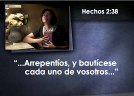 Hechos 2:38
"...Arrepentíos, y bautícese
cada uno de vosotros..."